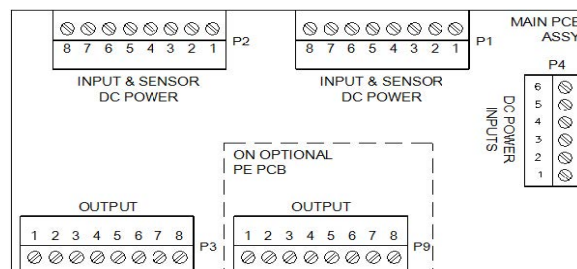 MAIN PCB
ASSY
8 7 6 5 4 3 2 1 P2
INPUT & SENSOR
DC POWER
8 7 6 5 4 3 2 1 P1
INPUT & SENSOR
DC POWER
P4
6
5
4
3
2
1
DC POWER
INPUTS
ON OPTIONAL
PE PCB
OUTPUT
1 2 3 4 5 6 7 8 P3
OUTPUT
1 2 3 4 5 6 7 8 P9